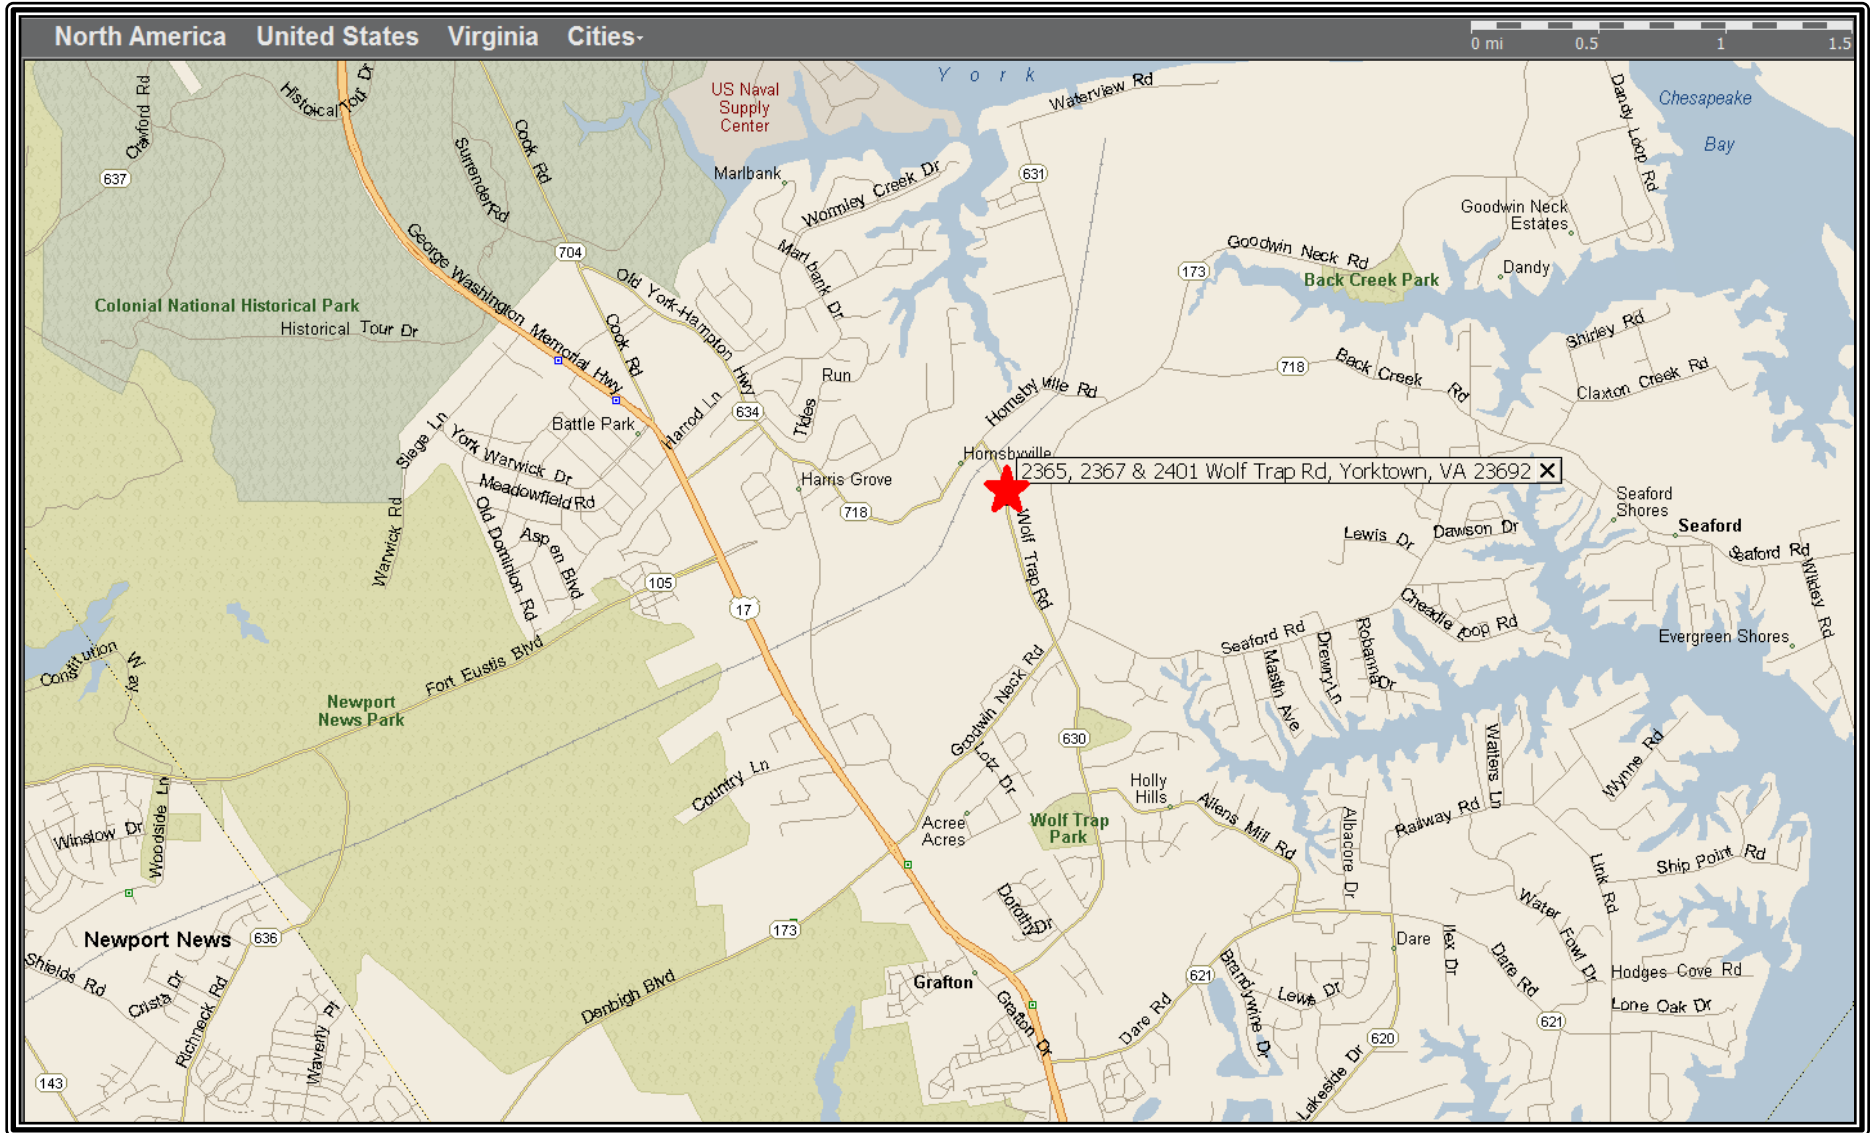 North America United States Virginia Cities
0 mi 0.5 1 1.5
Historical Tour Dr
Crawford Rd
637
Cook Rd
Surrender Rd
US Naval
Supply
Center
York
Waterview Rd
Dandy Loop Rd
Chesapeake
Bay
Marlbank
Wormley Creek Dr
631
Goodwin Neck
Estates
George Washington Memorial Hwy
704
Old York-Hampton Hwy
Marlbank Dr
173
Goodwin Neck Rd
Back Creek Park
Dandy
Colonial National Historical Park
Historical Tour Dr
Cook Rd
Shirley Rd
Run
Tides
718
Back Creek Rd
Claxton Creek Rd
Hornsbyville Rd
Siege Ln
Battle Park
Harrod Ln
634
York Warwick Dr
Hornsbyville
2365, 2367 & 2401 Wolf Trap Rd, Yorktown, VA 23692
Meadowfield Rd
Harris Grove
718
Seaford
Shores
Seaford
Warwick Rd
Old Dominion Rd
Aspen Blvd
Wolf Trap Rd
Lewis Dr
Dawson Dr
Seaford Rd
Wildey Rd
105
17
Cheadle Loop Rd
Constitution Way
Fort Eustis Blvd
Seaford Rd
Mastin Ave
Drewry Ln
Robanna Dr
Evergreen Shores
Newport
News Park
Goodwin Neck Rd
Lotz Dr
630
Watters Ln
Wynne Rd
Country Ln
Holly
Hills
Allens Mill Rd
Albacore Dr
Railway Rd
Winslow Dr
Woodside Ln
Acree
Acres
Wolf Trap
Park
Link Rd
Ship Point Rd
Dorothy Dr
Water Fowl Dr
Newport News
636
173
Dare
Ilex Dr
Dare Rd
Shields Rd
Crista Dr
Richneck Rd
Waverly Pl
Denbigh Blvd
Grafton
Grafton Dr
621
Brandywine Dr
Lewis Dr
Hodges Cove Rd
Lone Oak Dr
Dare Rd
621
620
Lakeside Dr
143